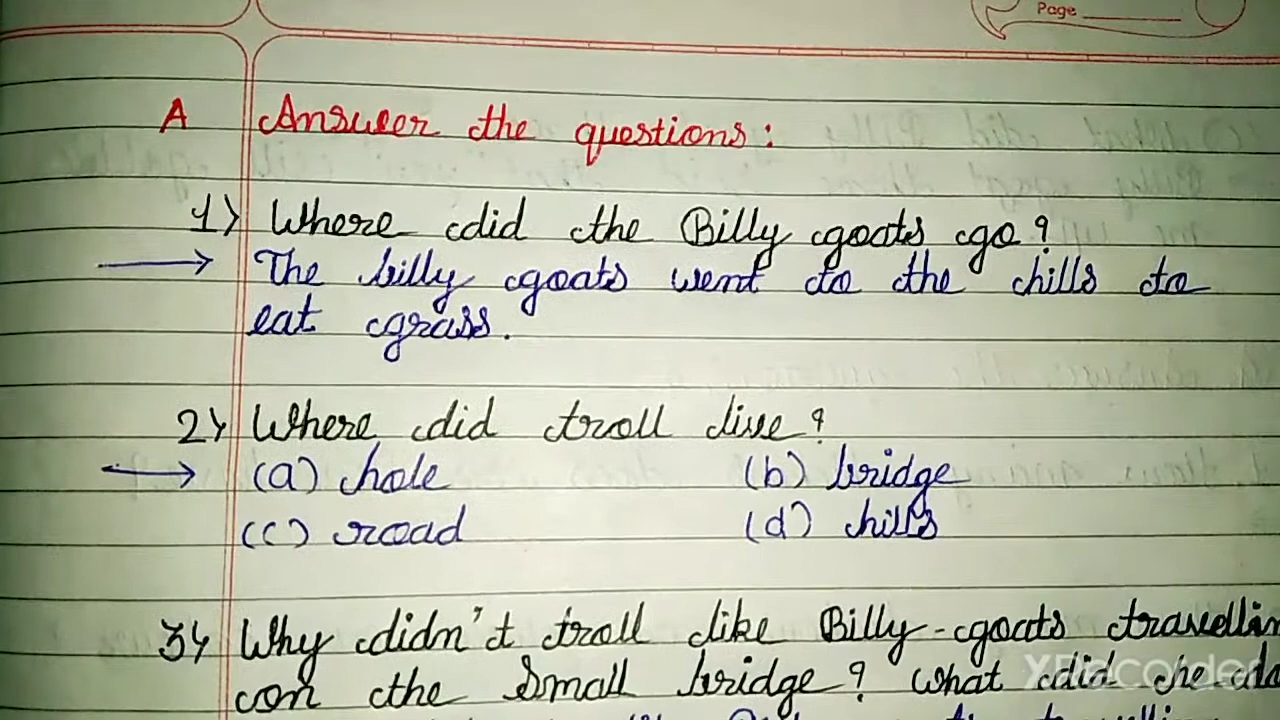 Page
A Answer the questions:
1) Where did the Billy goats go?
→ The billy goats went to the hills to
eat grass.
2) Where did troll live?
→ (a) hole (b) bridge
(c) road (d) hills
3) Why didn't troll like Billy-goats travellin
on the small bridge? What did he do
XRecorder